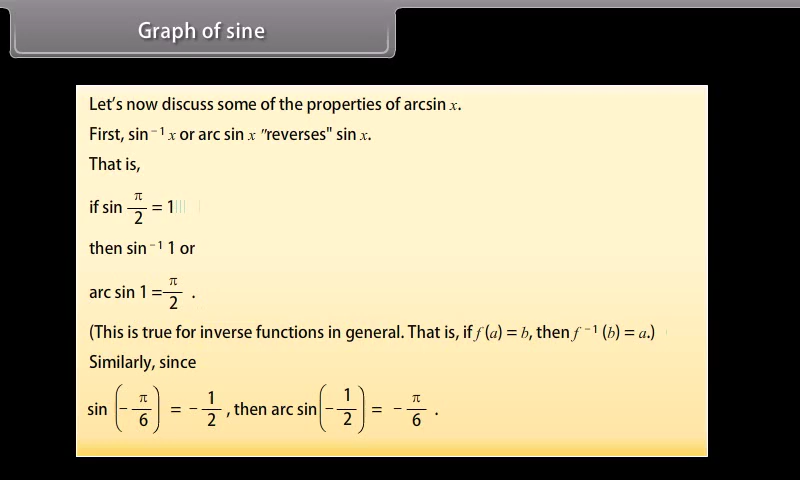 Graph of sine
Let's now discuss some of the properties of arcsin x.
First, sin⁻¹ x or arc sin x "reverses" sin x.
That is,
if sin π/2 = 1
then sin⁻¹ 1 or
arc sin 1 = π/2 .
(This is true for inverse functions in general. That is, if f (a) = b, then f ⁻¹ (b) = a.)
Similarly, since
sin (− π/6) = − 1/2 , then arc sin (− 1/2) = − π/6 .